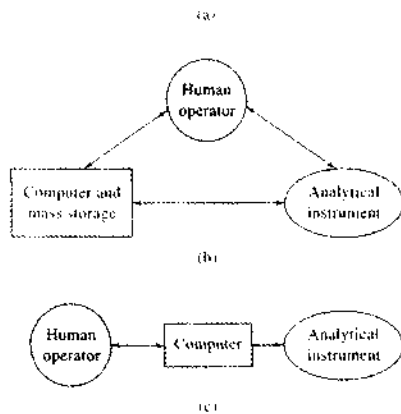 (a)
Human
operator
Computer and
mass storage
Analytical
instrument
(b)
Human
operator
Computer
Analytical
instrument
(c)